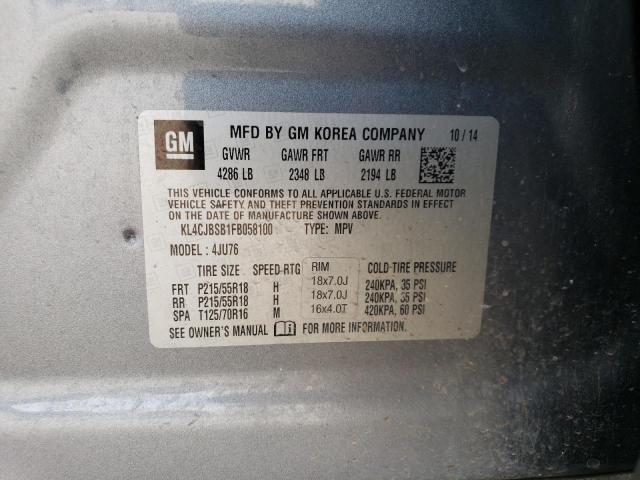 GM
MFD BY GM KOREA COMPANY 10/14
GVWR GAWR FRT GAWR RR
4286 LB 2348 LB 2194 LB
THIS VEHICLE CONFORMS TO ALL APPLICABLE U.S. FEDERAL MOTOR
VEHICLE SAFETY, AND THEFT PREVENTION STANDARDS IN EFFECT
ON THE DATE OF MANUFACTURE SHOWN ABOVE.
KL4CJBSB1FB058100 TYPE: MPV
MODEL: 4JU76
TIRE SIZE SPEED RTG RIM COLD TIRE PRESSURE
FRT P215/55R18 H 18x7.0J 240KPA, 35 PSI
RR P215/55R18 H 18x7.0J 240KPA, 35 PSI
SPA T125/70R16 M 16x4.0T 420KPA, 60 PSI
SEE OWNER'S MANUAL FOR MORE INFORMATION.